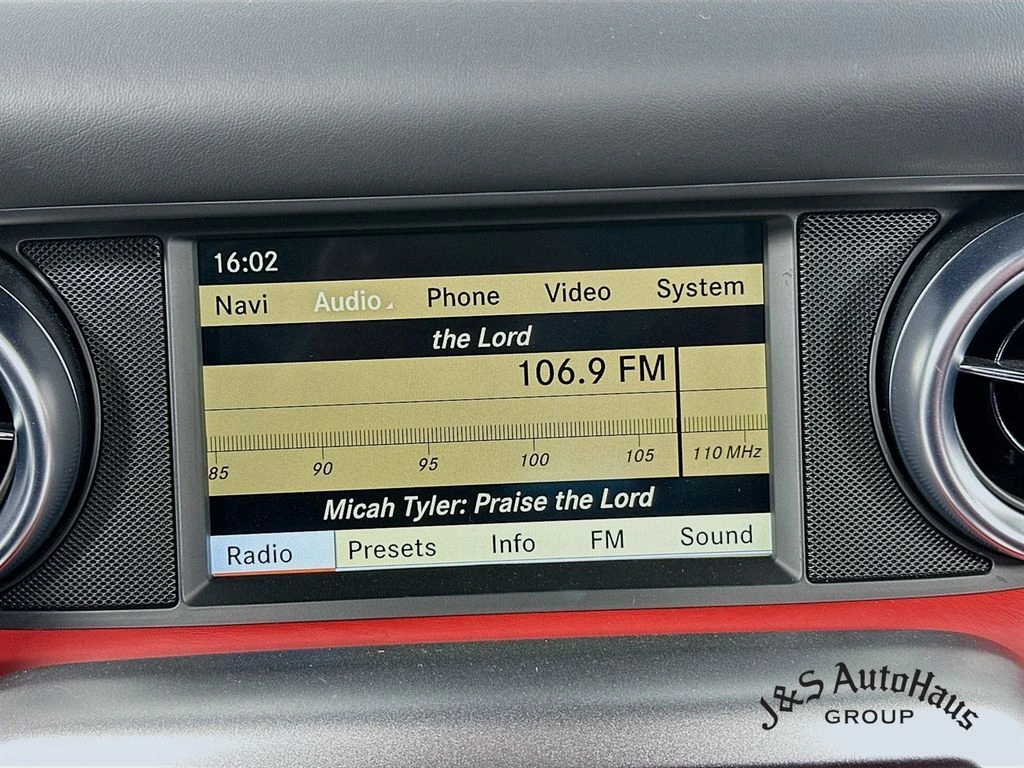 16:02
Navi Audio Phone Video System
the Lord
106.9 FM
85 90 95 100 105 110 MHz
Micah Tyler: Praise the Lord
Radio Presets Info FM Sound
J&S AutoHaus
GROUP